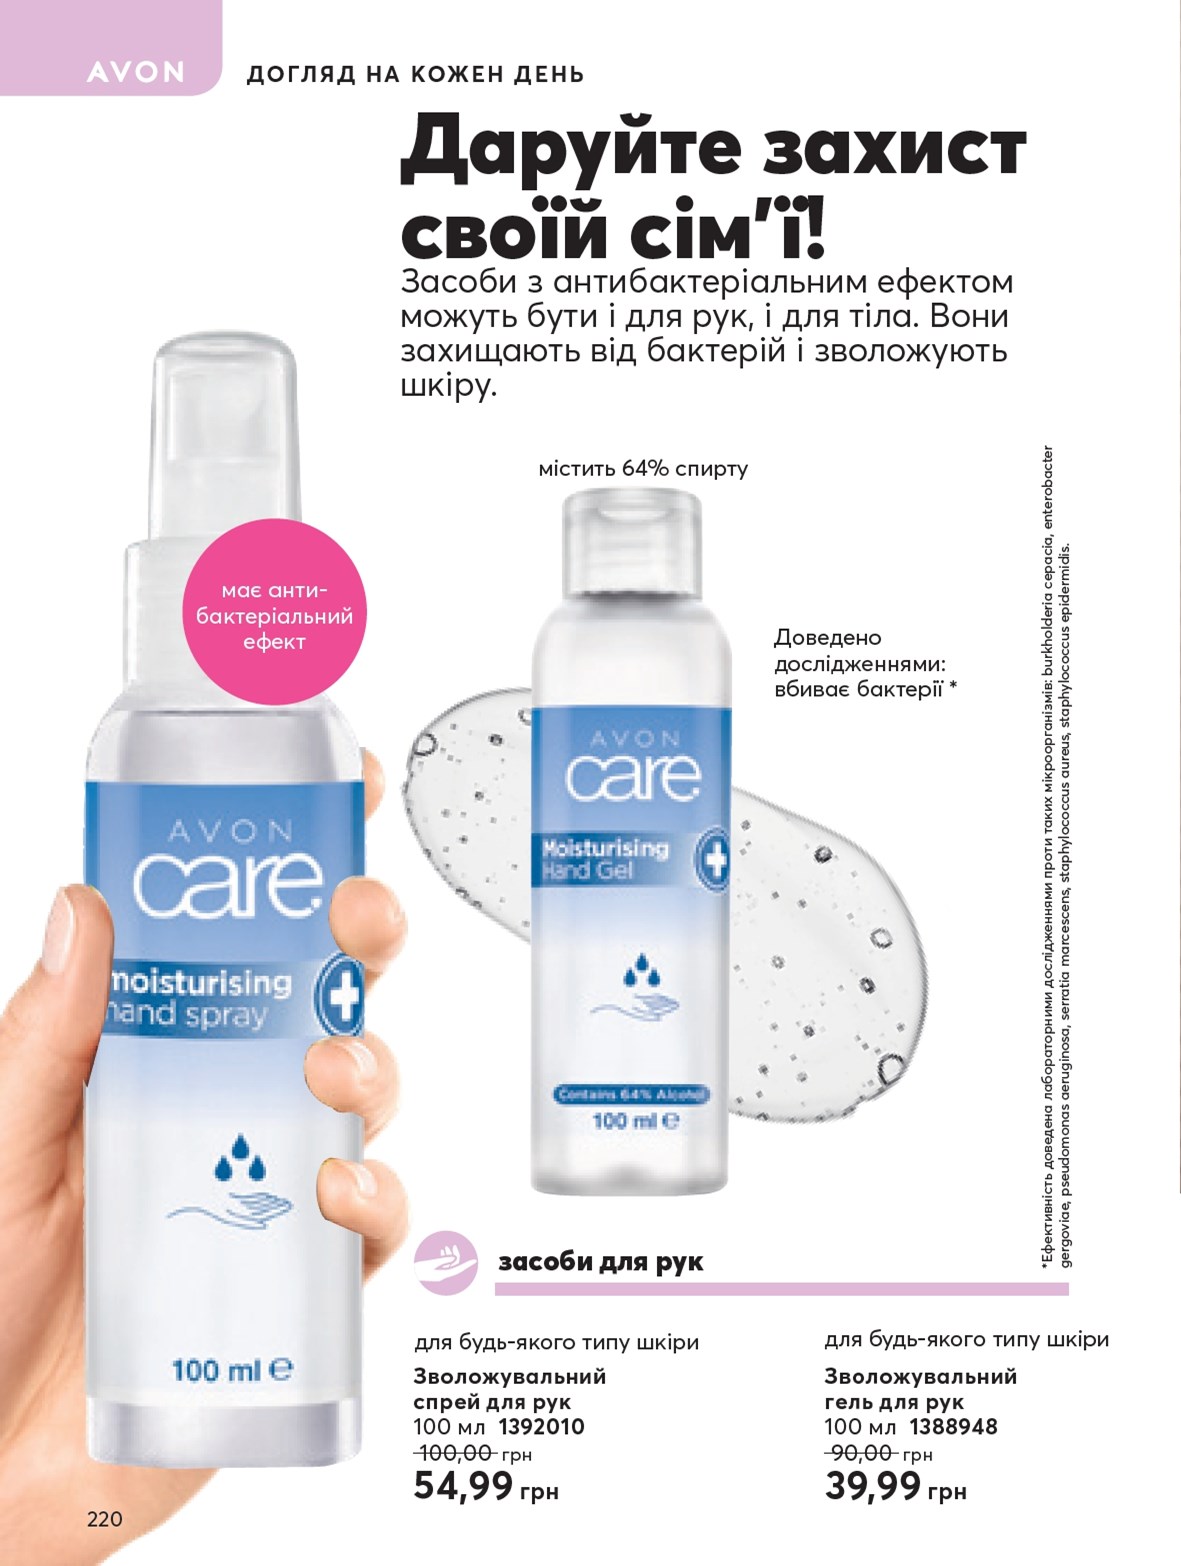 AVON
ДОГЛЯД НА КОЖЕН ДЕНЬ
Даруйте захист
своїй сім’ї!
Засоби з антибактеріальним ефектом
можуть бути і для рук, і для тіла. Вони
захищають від бактерій і зволожують
шкіру.
містить 64% спирту
має анти-
бактеріальний
ефект
Доведено
дослідженнями:
вбиває бактерії *
AVON
care
moisturising
hand spray
100 ml e
AVON
care
Moisturising
Hand Gel
Contains 64% Alcohol
100 ml e
*Ефективність доведена лабораторними дослідженнями проти таких мікроорганізмів: burkholderia cepacia, enterobacter
gergoviae, pseudomonas aeruginosa, serratia marcescens, staphylococcus aureus, staphylococcus epidermidis.
засоби для рук
для будь-якого типу шкіри
Зволожувальний
спрей для рук
100 мл 1392010
100,00 грн
54,99 грн
для будь-якого типу шкіри
Зволожувальний
гель для рук
100 мл 1388948
90,00 грн
39,99 грн
220